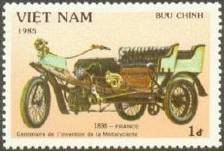 VIỆT NAM
BƯU CHÍNH
1985
1898 - FRANCE
Centenaire de l'invention de la Motocyclette
1đ